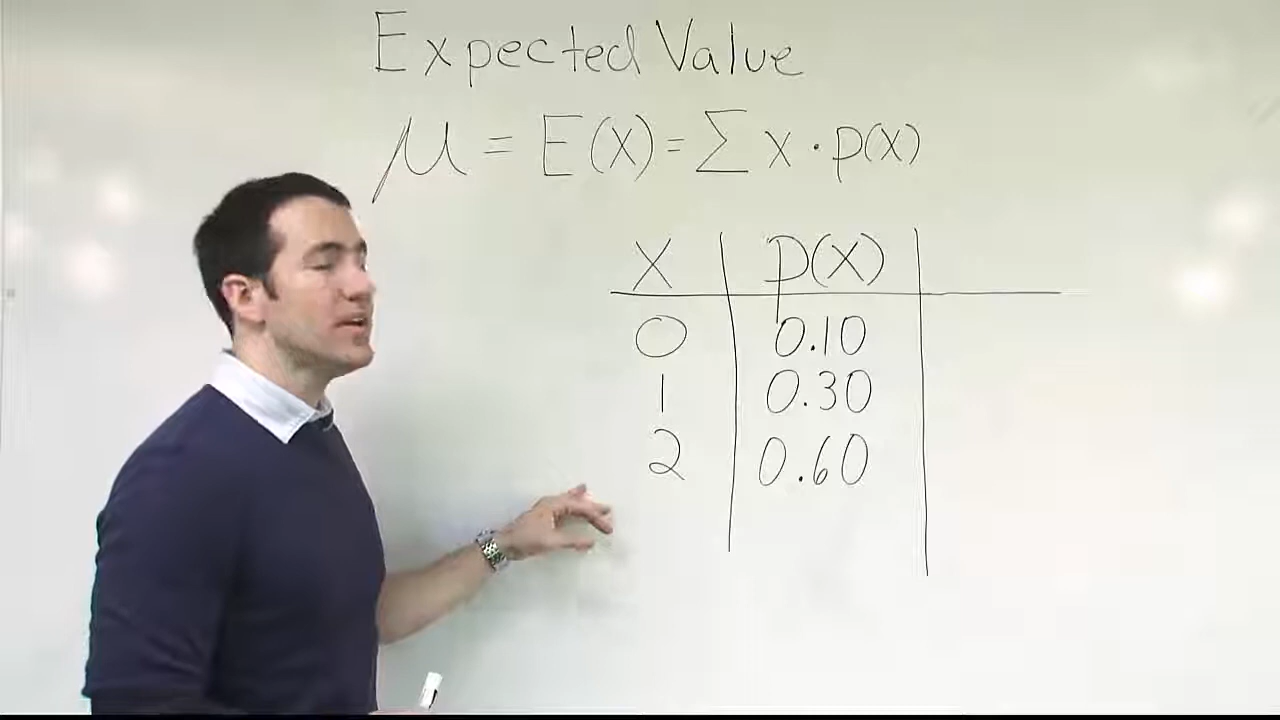 Expected Value
μ = E(X) = Σ x · p(x)
X p(X)
0 0.10
1 0.30
2 0.60